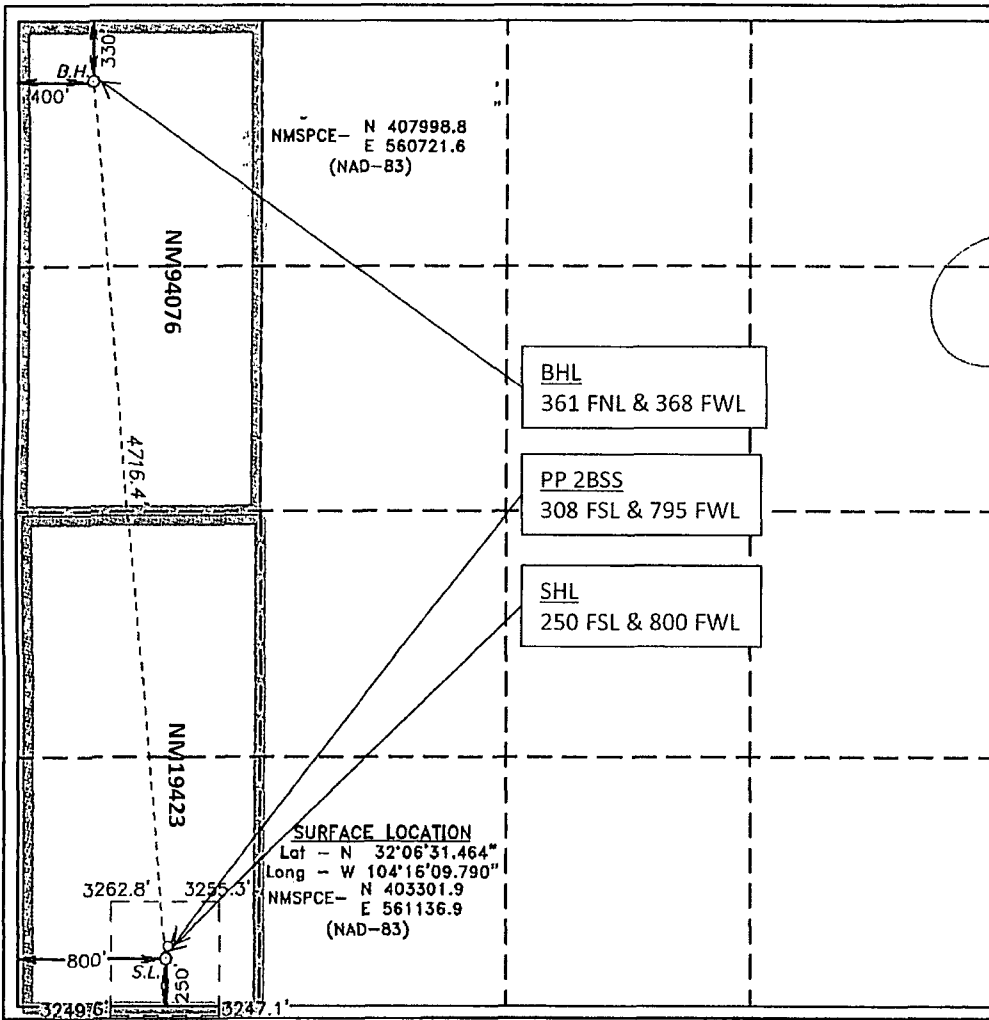 330'
B.H.
400'
NMSPCE- N 407998.8
E 560721.6
(NAD-83)
NM94076
BHL
361 FNL & 368 FWL
4716.4'
PP 2BSS
308 FSL & 795 FWL
SHL
250 FSL & 800 FWL
NM19423
SURFACE LOCATION
Lat - N 32°06'31.464"
Long - W 104°16'09.790"
NMSPCE- N 403301.9
E 561136.9
(NAD-83)
3262.8' 3255.3'
800'
S.L.
250'
3249.6' 3247.1'